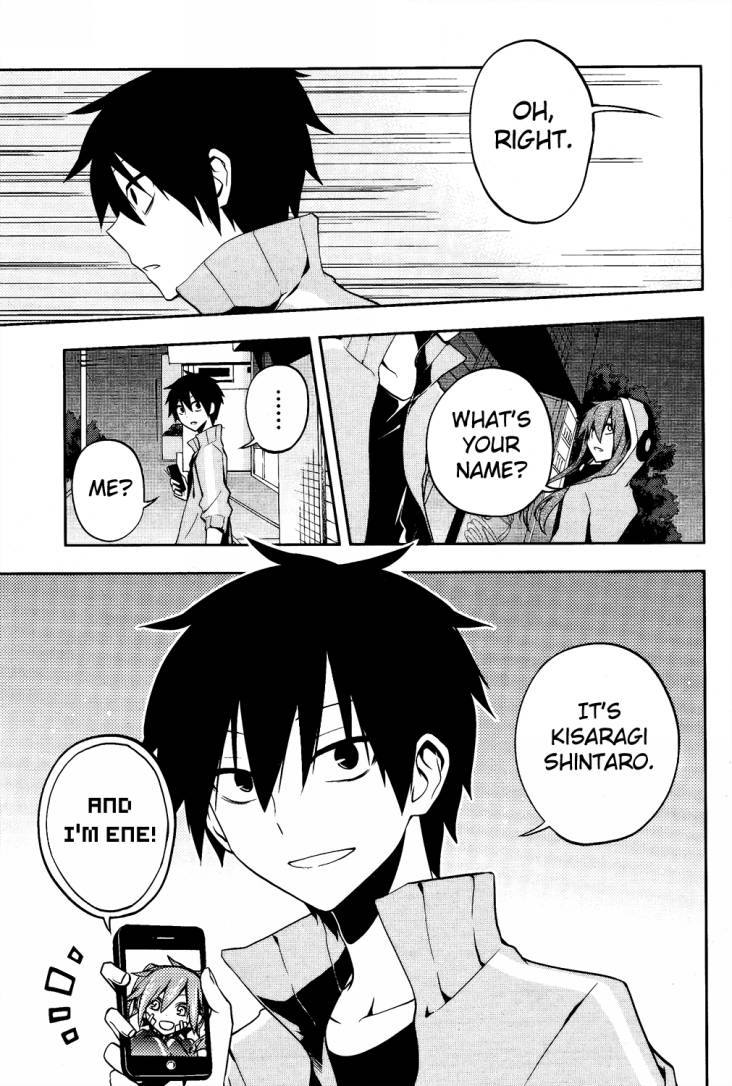 OH,
RIGHT.
WHAT'S
YOUR
NAME?
......
ME?
IT'S
KISARAGI
SHINTARO.
AND
I'M ENE!